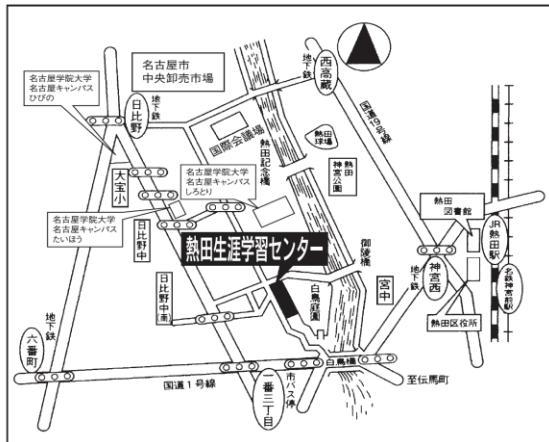 名古屋学院大学
名古屋キャンパス
ひびの
名古屋市
中央卸売市場
地下鉄
西高蔵
国道19号線
日比野
地下鉄
国際会議場
熱田記念橋
熱田
球場
熱田
神宮公園
大宝小
名古屋学院大学
名古屋キャンパス
しろとり
熱田
図書館
JR熱田駅
名古屋学院大学
名古屋キャンパス
たいほう
日比野中
熱田生涯学習センター
御陵橋
宮中
地下鉄
神宮西
名鉄神宮前駅
日比野中(南)
白鳥庭園
熱田区役所
六番町
地下鉄
国道1号線
番三丁目
市バス停
白鳥橋
至伝馬町